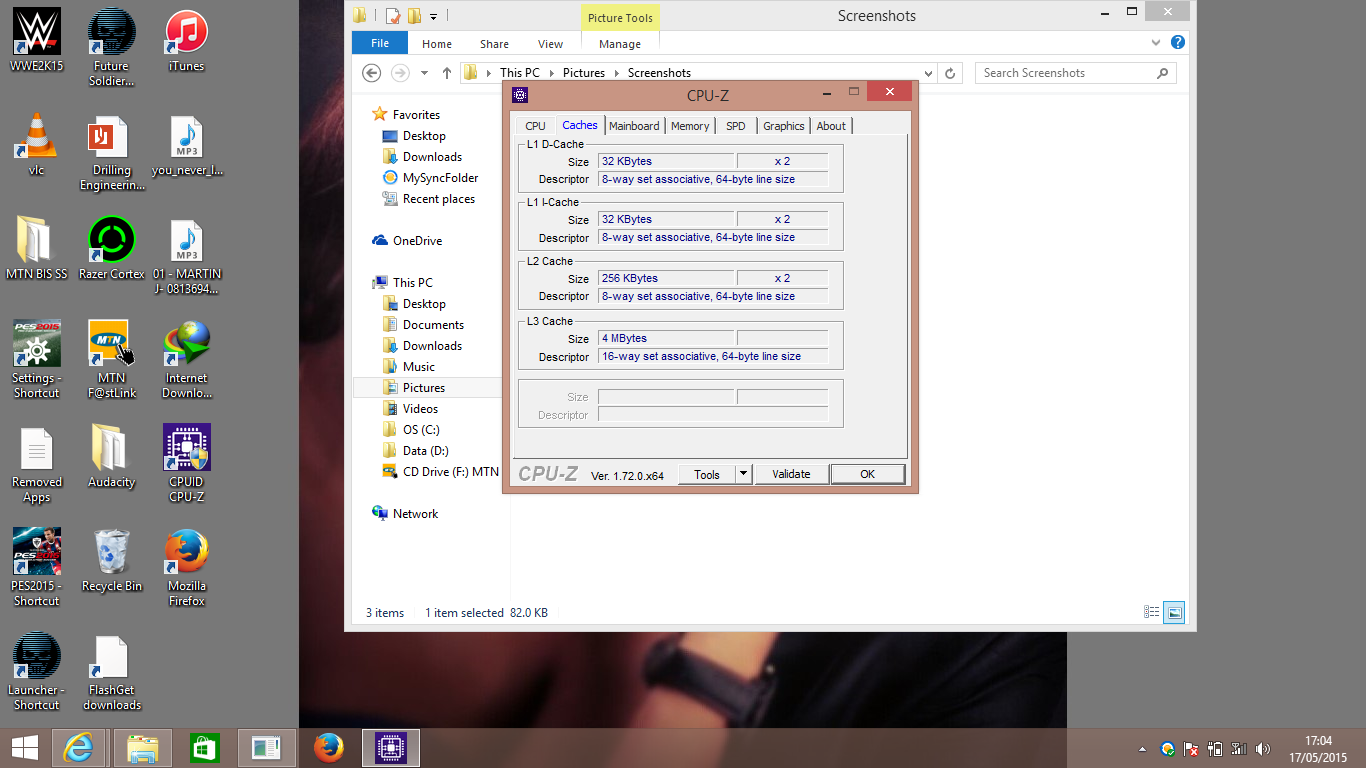 WWE2K15
Future
Soldier...
iTunes
vlc
Drilling
Engineerin...
MP3
you_never_l...
MTN BIS SS
Razer Cortex
MP3
01 - MARTIN
J- 0813694...
PES2015
Settings -
Shortcut
MTN
MTN
F@stLink
Internet
Downlo...
Removed
Apps
Audacity
CPUID
CPU-Z
PES2015
PES2015 -
Shortcut
Recycle Bin
Mozilla
Firefox
Launcher -
Shortcut
FlashGet
downloads
Picture Tools
Screenshots
File
Home
Share
View
Manage
This PC
Pictures
Screenshots
Search Screenshots
Favorites
Desktop
Downloads
MySyncFolder
Recent places
OneDrive
This PC
Desktop
Documents
Downloads
Music
Pictures
Videos
OS (C:)
Data (D:)
CD Drive (F:) MTN
Network
3 items
1 item selected 82.0 KB
CPU-Z
CPU
Caches
Mainboard
Memory
SPD
Graphics
About
L1 D-Cache
Size 32 KBytes x 2
Descriptor 8-way set associative, 64-byte line size
L1 I-Cache
Size 32 KBytes x 2
Descriptor 8-way set associative, 64-byte line size
L2 Cache
Size 256 KBytes x 2
Descriptor 8-way set associative, 64-byte line size
L3 Cache
Size 4 MBytes
Descriptor 16-way set associative, 64-byte line size
Size
Descriptor
CPU-Z Ver. 1.72.0.x64 Tools Validate OK
17:04
17/05/2015